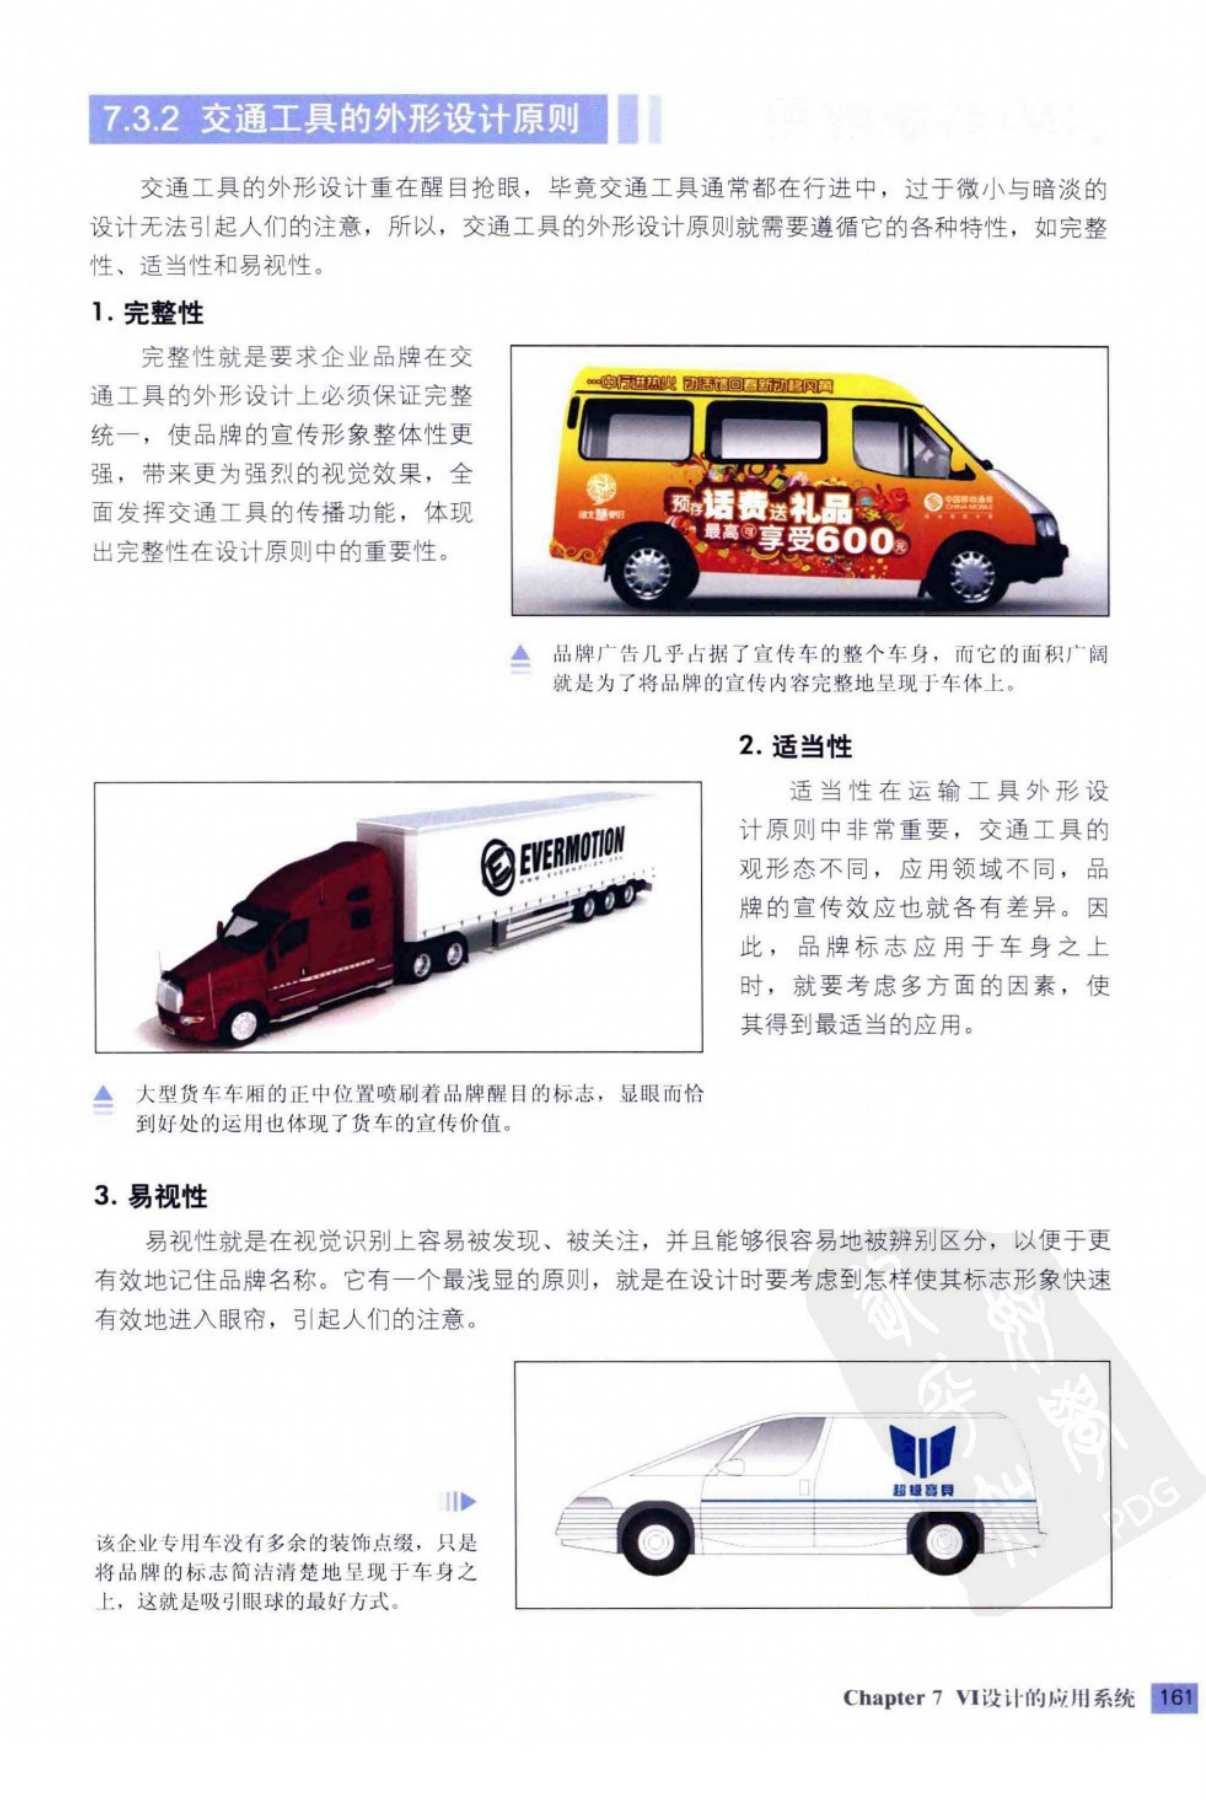 7.3.2 交通工具的外形设计原则
交通工具的外形设计重在醒目抢眼，毕竟交通工具通常都在行进中，过于微小与暗淡的
设计无法引起人们的注意，所以，交通工具的外形设计原则就需要遵循它的各种特性，如完整
性、适当性和易视性。
1. 完整性
完整性就是要求企业品牌在交
通工具的外形设计上必须保证完整
统一，使品牌的宣传形象整体性更
强，带来更为强烈的视觉效果，全
面发挥交通工具的传播功能，体现
出完整性在设计原则中的重要性。
预存话费送礼品
最高可享受600元
中国移动通信
CHINA MOBILE
品牌广告几乎占据了宣传车的整个车身，而它的面积广阔
就是为了将品牌的宣传内容完整地呈现于车体上。
2. 适当性
适当性在运输工具外形设
计原则中非常重要，交通工具的
观形态不同，应用领域不同，品
牌的宣传效应也就各有差异。因
此，品牌标志应用于车身之上
时，就要考虑多方面的因素，使
其得到最适当的应用。
EVERMOTION
WWW.EVERMOTION.ORG
大型货车车厢的正中位置喷刷着品牌醒目的标志，显眼而恰
到好处的运用也体现了货车的宣传价值。
3. 易视性
易视性就是在视觉识别上容易被发现、被关注，并且能够很容易地被辨别区分，以便于更
有效地记住品牌名称。它有一个最浅显的原则，就是在设计时要考虑到怎样使其标志形象快速
有效地进入眼帘，引起人们的注意。
超级寶貝
该企业专用车没有多余的装饰点缀，只是
将品牌的标志简洁清楚地呈现于车身之
上，这就是吸引眼球的最好方式。
PDG
Chapter 7 VI设计的应用系统 161